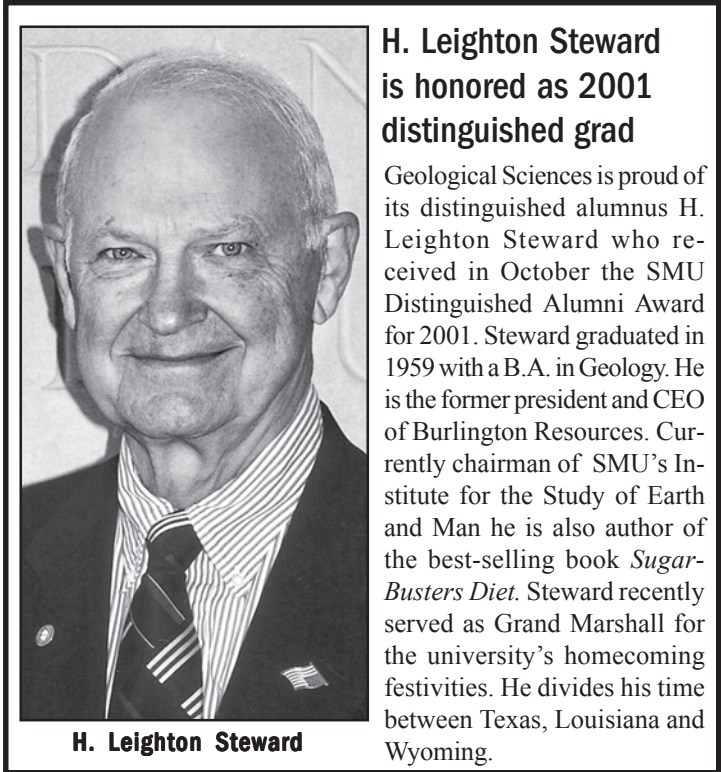 H. Leighton Steward
is honored as 2001
distinguished grad
Geological Sciences is proud of
its distinguished alumnus H.
Leighton Steward who re-
ceived in October the SMU
Distinguished Alumni Award
for 2001. Steward graduated in
1959 with a B.A. in Geology. He
is the former president and CEO
of Burlington Resources. Cur-
rently chairman of SMU's In-
stitute for the Study of Earth
and Man he is also author of
the best-selling book Sugar-
Busters Diet. Steward recently
served as Grand Marshall for
the university's homecoming
festivities. He divides his time
between Texas, Louisiana and
Wyoming.
H. Leighton Steward